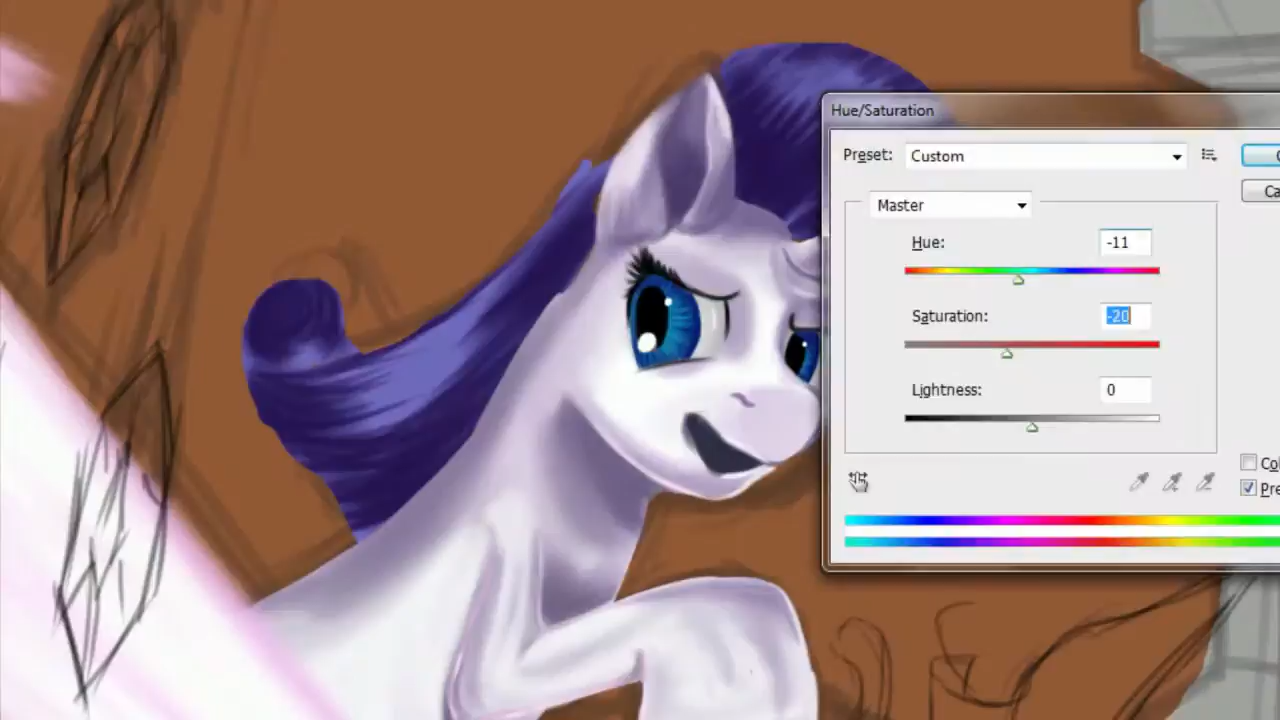 Hue/Saturation
Preset: Custom
Master
Hue: -11
Saturation: -20
Lightness: 0